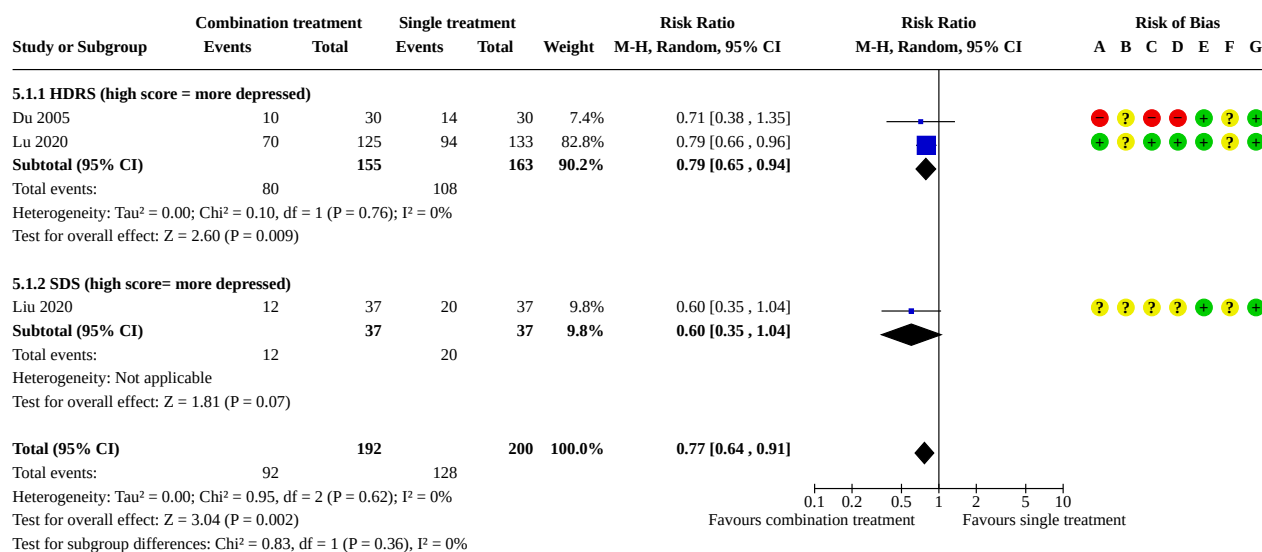 Combination treatment Single treatment Risk Ratio Risk Ratio Risk of Bias
Study or Subgroup Events Total Events Total Weight M-H, Random, 95% CI M-H, Random, 95% CI A B C D E F G
5.1.1 HDRS (high score = more depressed)
Du 2005 10 30 14 30 7.4% 0.71 [0.38 , 1.35] − ? − − + ? +
Lu 2020 70 125 94 133 82.8% 0.79 [0.66 , 0.96] + ? + + + ? +
Subtotal (95% CI) 155 163 90.2% 0.79 [0.65 , 0.94]
Total events: 80 108
Heterogeneity: Tau² = 0.00; Chi² = 0.10, df = 1 (P = 0.76); I² = 0%
Test for overall effect: Z = 2.60 (P = 0.009)
5.1.2 SDS (high score= more depressed)
Liu 2020 12 37 20 37 9.8% 0.60 [0.35 , 1.04] ? ? ? ? + ? +
Subtotal (95% CI) 37 37 9.8% 0.60 [0.35 , 1.04]
Total events: 12 20
Heterogeneity: Not applicable
Test for overall effect: Z = 1.81 (P = 0.07)
Total (95% CI) 192 200 100.0% 0.77 [0.64 , 0.91]
Total events: 92 128
Heterogeneity: Tau² = 0.00; Chi² = 0.95, df = 2 (P = 0.62); I² = 0%
0.1 0.2 0.5 1 2 5 10
Test for overall effect: Z = 3.04 (P = 0.002) Favours combination treatment Favours single treatment
Test for subgroup differences: Chi² = 0.83, df = 1 (P = 0.36), I² = 0%